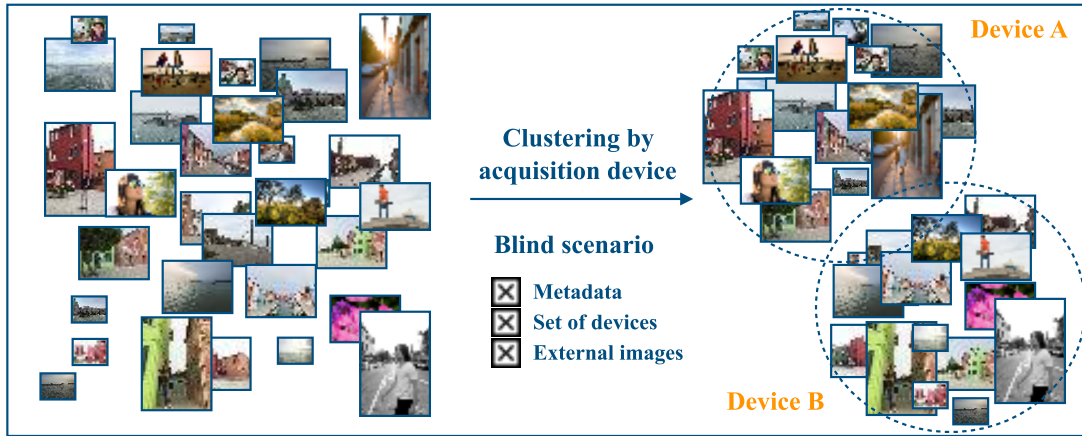 Device A
Clustering by
acquisition device
Blind scenario
Metadata
Set of devices
External images
Device B